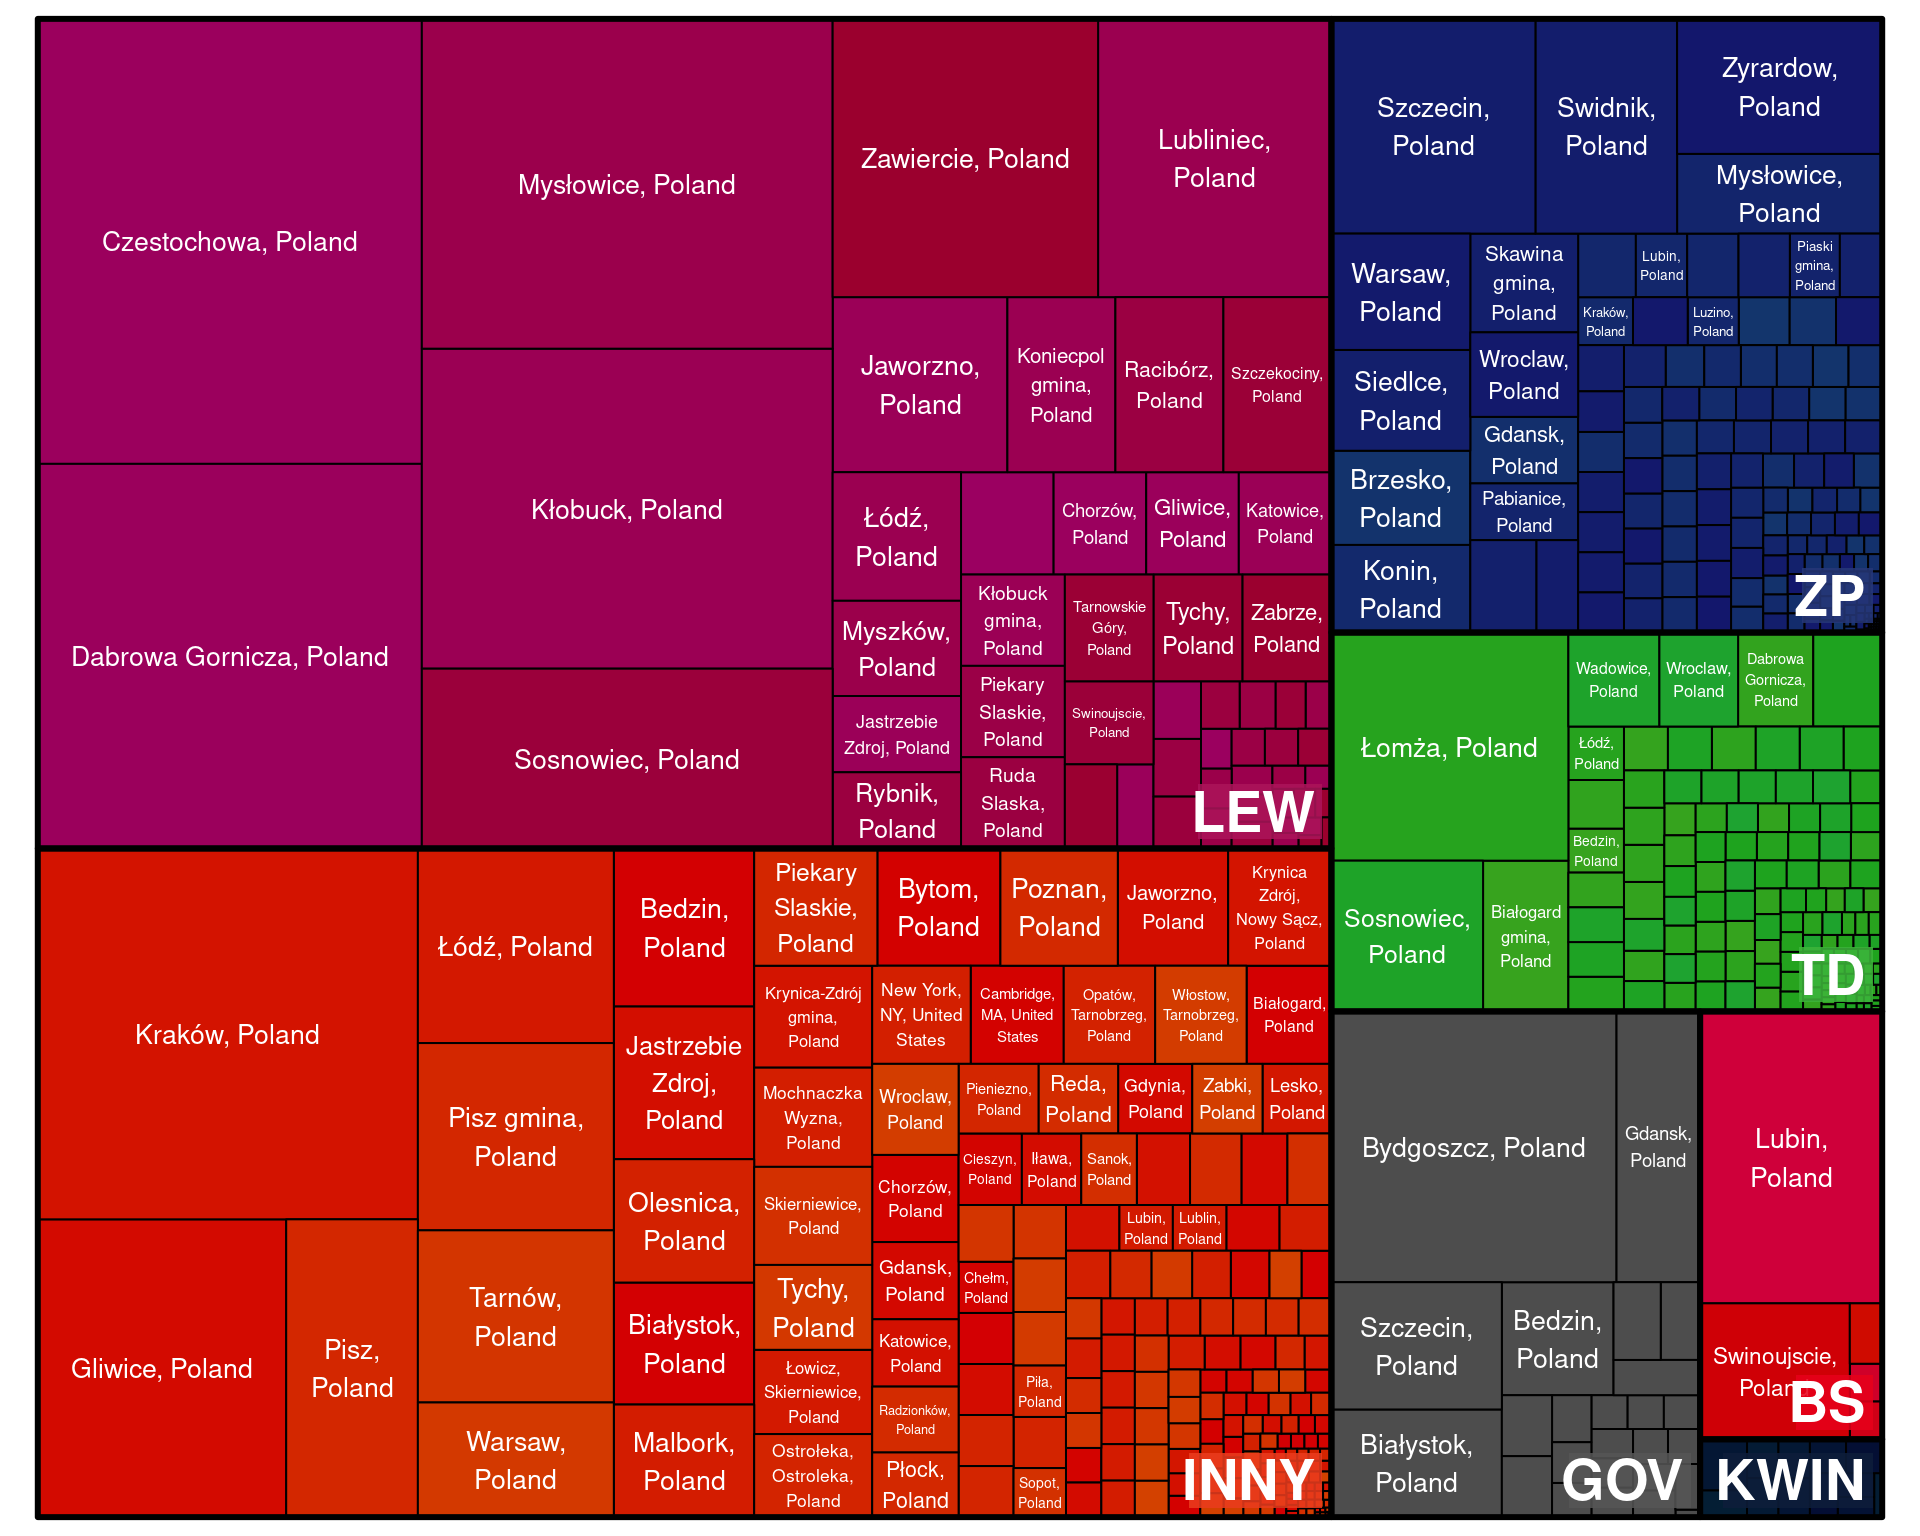 Czestochowa, Poland
Dabrowa Gornicza, Poland
Mysłowice, Poland
Kłobuck, Poland
Sosnowiec, Poland
Zawiercie, Poland
Lubliniec,
Poland
Jaworzno,
Poland
Koniecpol
gmina,
Poland
Racibórz,
Poland
Szczekociny,
Poland
Łódź,
Poland
Myszków,
Poland
Jastrzebie
Zdroj, Poland
Rybnik,
Poland
Chorzów,
Poland
Gliwice,
Poland
Katowice,
Poland
Kłobuck
gmina,
Poland
Piekary
Slaskie,
Poland
Ruda
Slaska,
Poland
Tarnowskie
Góry,
Poland
Tychy,
Poland
Zabrze,
Poland
Swinoujscie,
Poland
LEW
Szczecin,
Poland
Swidnik,
Poland
Zyrardow,
Poland
Mysłowice,
Poland
Warsaw,
Poland
Siedlce,
Poland
Brzesko,
Poland
Konin,
Poland
Skawina
gmina,
Poland
Wroclaw,
Poland
Gdansk,
Poland
Pabianice,
Poland
Lubin,
Poland
Piaski
gmina,
Poland
Kraków,
Poland
Luzino,
Poland
ZP
Łomża, Poland
Sosnowiec,
Poland
Białogard
gmina,
Poland
Wadowice,
Poland
Wroclaw,
Poland
Dabrowa
Gornicza,
Poland
Łódź,
Poland
Bedzin,
Poland
TD
Kraków, Poland
Gliwice, Poland
Pisz,
Poland
Łódź, Poland
Pisz gmina,
Poland
Tarnów,
Poland
Warsaw,
Poland
Bedzin,
Poland
Jastrzebie
Zdroj,
Poland
Olesnica,
Poland
Białystok,
Poland
Malbork,
Poland
Piekary
Slaskie,
Poland
Bytom,
Poland
Poznan,
Poland
Jaworzno,
Poland
Krynica
Zdrój,
Nowy Sącz,
Poland
Krynica-Zdrój
gmina,
Poland
Mochnaczka
Wyzna,
Poland
Skierniewice,
Poland
Tychy,
Poland
Łowicz,
Skierniewice,
Poland
Ostrołeka,
Ostroleka,
Poland
New York,
NY, United
States
Cambridge,
MA, United
States
Opatów,
Tarnobrzeg,
Poland
Włostow,
Tarnobrzeg,
Poland
Białogard,
Poland
Wroclaw,
Poland
Chorzów,
Poland
Gdansk,
Poland
Katowice,
Poland
Radzionków,
Poland
Płock,
Poland
Pieniezno,
Poland
Reda,
Poland
Gdynia,
Poland
Zabki,
Poland
Lesko,
Poland
Cieszyn,
Poland
Iława,
Poland
Sanok,
Poland
Lubin,
Poland
Lublin,
Poland
Chełm,
Poland
Piła,
Poland
Sopot,
Poland
INNY
Bydgoszcz, Poland
Gdansk,
Poland
Szczecin,
Poland
Białystok,
Poland
Bedzin,
Poland
GOV
Lubin,
Poland
Swinoujscie,
Poland
BS
KWIN